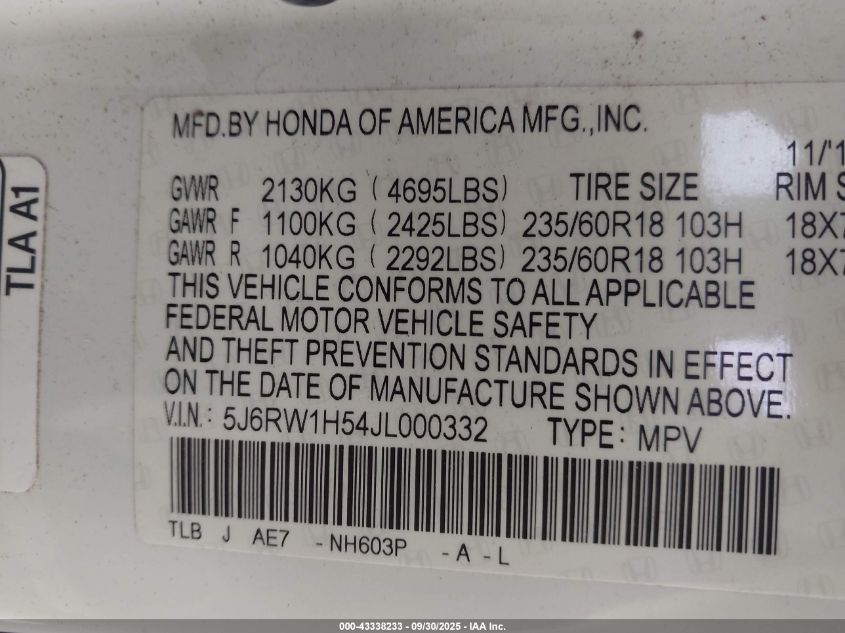 MFD.BY HONDA OF AMERICA MFG.,INC.
11/'1
GVWR 2130KG ( 4695LBS) TIRE SIZE RIM S
GAWR F 1100KG ( 2425LBS) 235/60R18 103H 18X7
GAWR R 1040KG ( 2292LBS) 235/60R18 103H 18X7
THIS VEHICLE CONFORMS TO ALL APPLICABLE
FEDERAL MOTOR VEHICLE SAFETY
AND THEFT PREVENTION STANDARDS IN EFFECT
ON THE DATE OF MANUFACTURE SHOWN ABOVE.
V.I.N.: 5J6RW1H54JL000332 TYPE: MPV
TLB J AE7 -NH603P -A -L
TLA A1
000-43338233 - 09/30/2025 - IAA Inc.